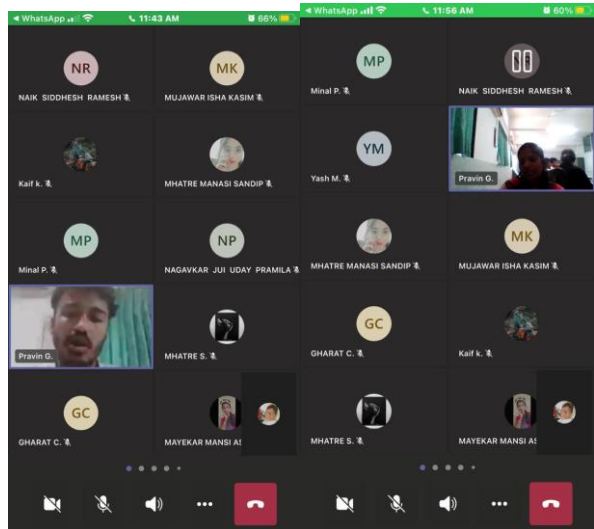 WhatsApp
11:43 AM
66%
NR
MK
NAIK SIDDHESH RAMESH
MUJAWAR ISHA KASIM
Kaif k.
MHATRE MANASI SANDIP
MP
NP
Minal P.
NAGAVKAR JUI UDAY PRAMILA
Pravin G.
MHATRE S.
GC
GHARAT C.
MAYEKAR MANSI AS
WhatsApp
11:56 AM
60%
MP
Minal P.
NAIK SIDDHESH RAMESH
YM
Yash M.
Pravin G.
MHATRE MANASI SANDIP
MK
MUJAWAR ISHA KASIM
GC
GHARAT C.
Kaif k.
MHATRE S.
MAYEKAR MANSI AS